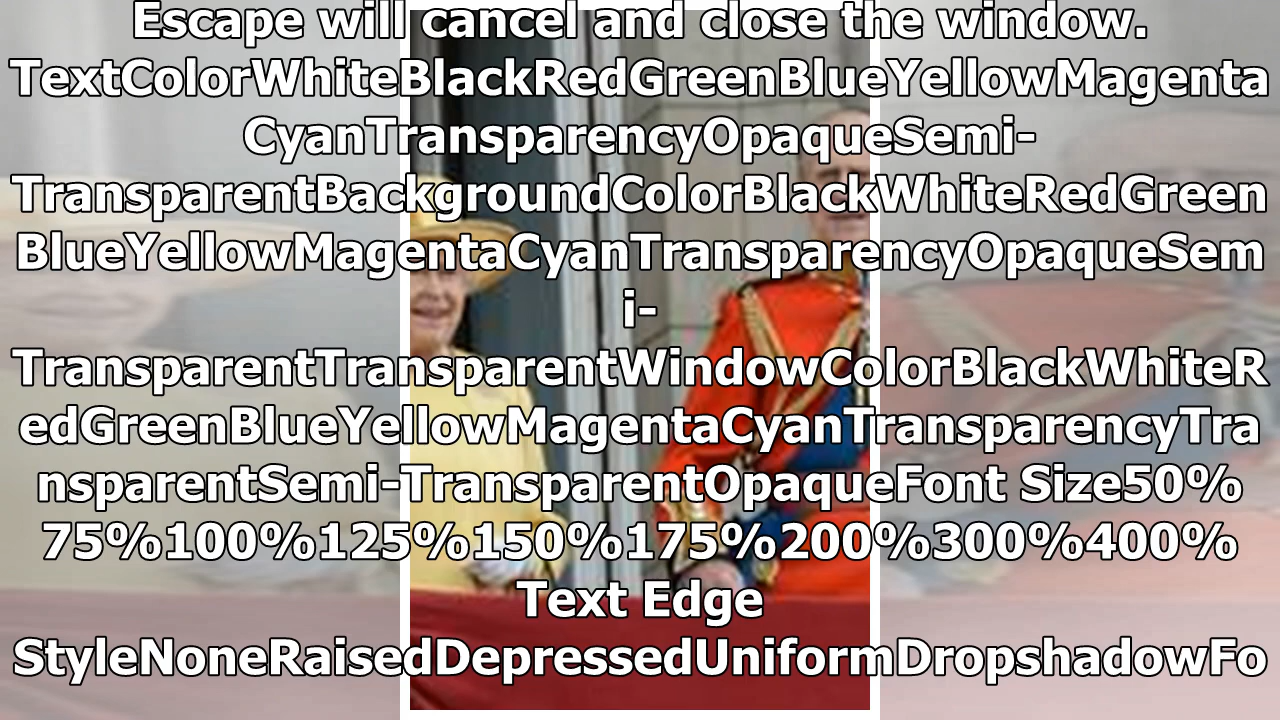 Escape will cancel and close the window.
TextColorWhiteBlackRedGreenBlueYellowMagenta
CyanTransparencyOpaqueSemi-
TransparentBackgroundColorBlackWhiteRedGreen
BlueYellowMagentaCyanTransparencyOpaqueSem
i-
TransparentTransparentWindowColorBlackWhiteR
edGreenBlueYellowMagentaCyanTransparencyTra
nsparentSemi-TransparentOpaqueFont Size50%
75%100%125%150%175%200%300%400%
Text Edge
StyleNoneRaisedDepressedUniformDropshadowFo